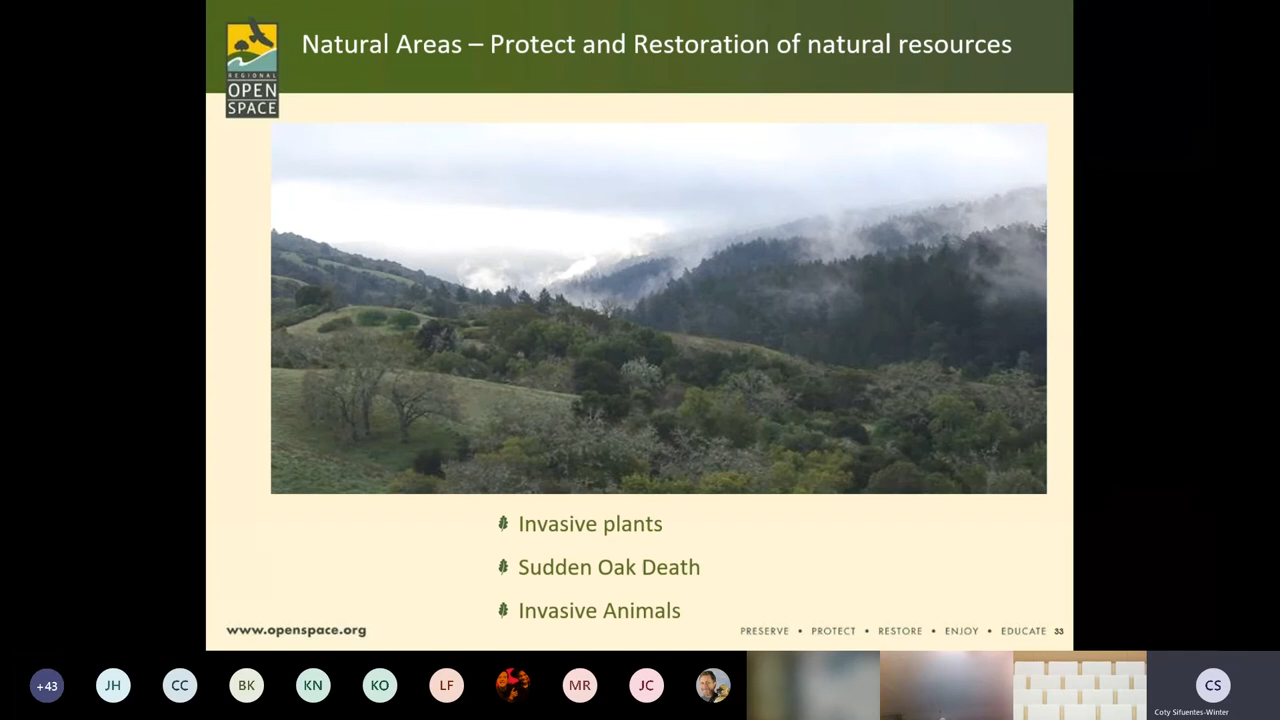 Natural Areas – Protect and Restoration of natural resources
REGIONAL
OPEN
SPACE
Invasive plants
Sudden Oak Death
Invasive Animals
www.openspace.org
PRESERVE • PROTECT • RESTORE • ENJOY • EDUCATE 33
+43 JH CC BK KN KO LF MR JC CS
Coty Sifuentes-Winter